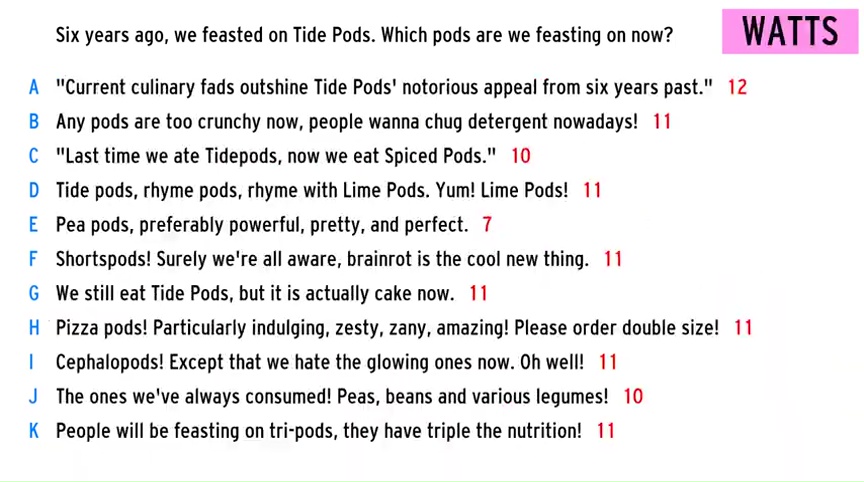 Six years ago, we feasted on Tide Pods. Which pods are we feasting on now?
WATTS
A "Current culinary fads outshine Tide Pods' notorious appeal from six years past." 12
B Any pods are too crunchy now, people wanna chug detergent nowadays! 11
C "Last time we ate Tidepods, now we eat Spiced Pods." 10
D Tide pods, rhyme pods, rhyme with Lime Pods. Yum! Lime Pods! 11
E Pea pods, preferably powerful, pretty, and perfect. 7
F Shortspods! Surely we're all aware, brainrot is the cool new thing. 11
G We still eat Tide Pods, but it is actually cake now. 11
H Pizza pods! Particularly indulging, zesty, zany, amazing! Please order double size! 11
I Cephalopods! Except that we hate the glowing ones now. Oh well! 11
J The ones we've always consumed! Peas, beans and various legumes! 10
K People will be feasting on tri-pods, they have triple the nutrition! 11